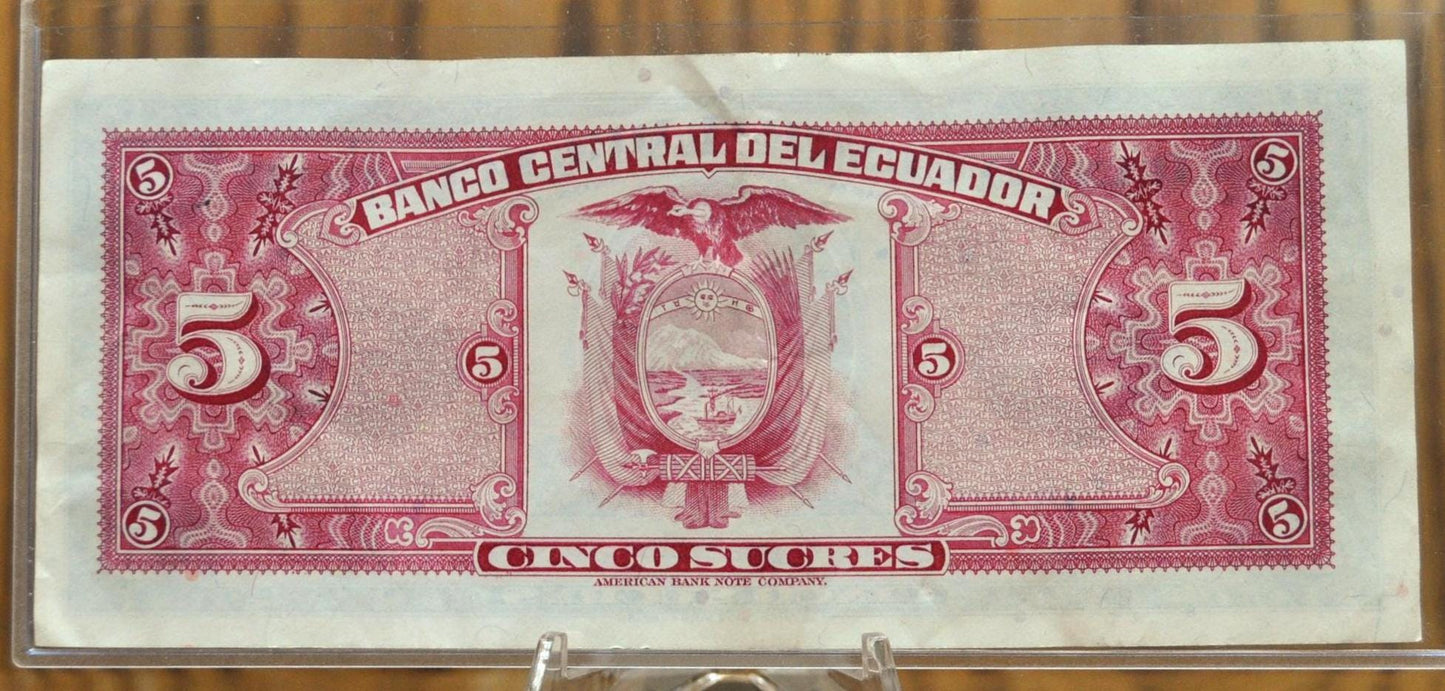 BANCO CENTRAL DEL ECUADOR
5 5
5 5
5 5
5 5
CINCO SUCRES
AMERICAN BANK NOTE COMPANY.